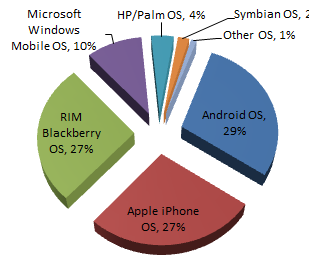 Microsoft
Windows
Mobile OS, 10%
HP/Palm OS, 4%
Symbian OS, 2
Other OS, 1%
Android OS,
29%
RIM
Blackberry
OS, 27%
Apple iPhone
OS, 27%